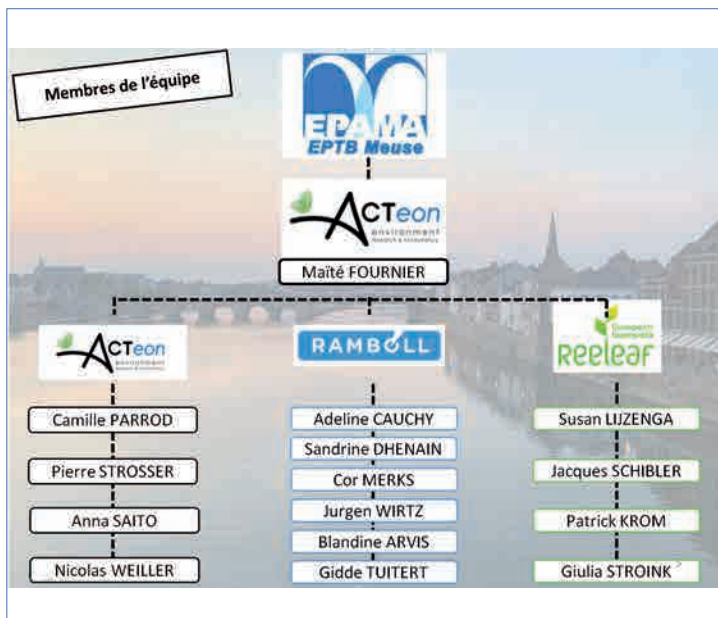 Membres de l'équipe
EPAMA
EPTB Meuse
ACTeon
environment
Maïté FOURNIER
ACTeon
environment
Camille PARROD
Pierre STROSSER
Anna SAITO
Nicolas WEILLER
RAMBOLL
Adeline CAUCHY
Sandrine DHENAIN
Cor MERKS
Jurgen WIRTZ
Blandine ARVIS
Gidde TUITERT
ReeLeaf
Susan LIJZENGA
Jacques SCHIBLER
Patrick KROM
Giulia STROINK